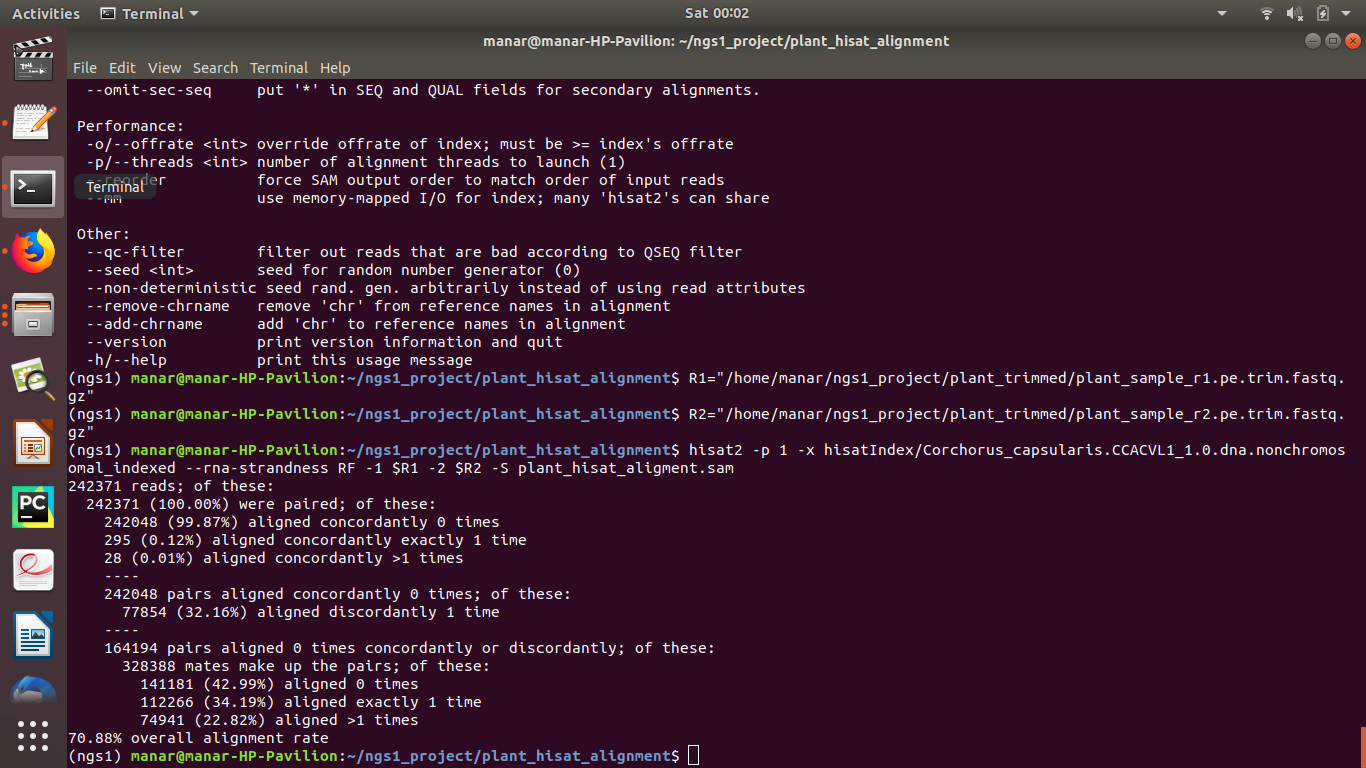 Activities Terminal Sat 00:02
manar@manar-HP-Pavilion: ~/ngs1_project/plant_hisat_alignment
File Edit View Search Terminal Help
--omit-sec-seq     put '*' in SEQ and QUAL fields for secondary alignments.
Performance:
-o/--offrate <int> override offrate of index; must be >= index's offrate
-p/--threads <int> number of alignment threads to launch (1)
--reorder          force SAM output order to match order of input reads
Terminal
--mm               use memory-mapped I/O for index; many 'hisat2's can share
Other:
--qc-filter        filter out reads that are bad according to QSEQ filter
--seed <int>       seed for random number generator (0)
--non-deterministic seed rand. gen. arbitrarily instead of using read attributes
--remove-chrname   remove 'chr' from reference names in alignment
--add-chrname      add 'chr' to reference names in alignment
--version          print version information and quit
-h/--help          print this usage message
(ngs1) manar@manar-HP-Pavilion:~/ngs1_project/plant_hisat_alignment$ R1="/home/manar/ngs1_project/plant_trimmed/plant_sample_r1.pe.trim.fastq.
gz"
(ngs1) manar@manar-HP-Pavilion:~/ngs1_project/plant_hisat_alignment$ R2="/home/manar/ngs1_project/plant_trimmed/plant_sample_r2.pe.trim.fastq.
gz"
(ngs1) manar@manar-HP-Pavilion:~/ngs1_project/plant_hisat_alignment$ hisat2 -p 1 -x hisatIndex/Corchorus_capsularis.CCACVL1_1.0.dna.nonchromos
omal_indexed --rna-strandness RF -1 $R1 -2 $R2 -S plant_hisat_aligment.sam
242371 reads; of these:
242371 (100.00%) were paired; of these:
242048 (99.87%) aligned concordantly 0 times
295 (0.12%) aligned concordantly exactly 1 time
28 (0.01%) aligned concordantly >1 times
----
242048 pairs aligned concordantly 0 times; of these:
77854 (32.16%) aligned discordantly 1 time
----
164194 pairs aligned 0 times concordantly or discordantly; of these:
328388 mates make up the pairs; of these:
141181 (42.99%) aligned 0 times
112266 (34.19%) aligned exactly 1 time
74941 (22.82%) aligned >1 times
70.88% overall alignment rate
(ngs1) manar@manar-HP-Pavilion:~/ngs1_project/plant_hisat_alignment$
PC